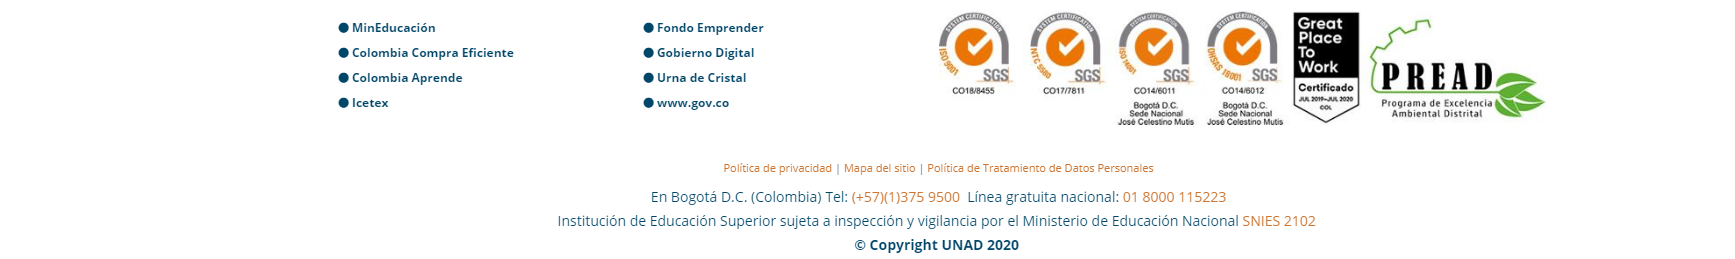 MinEducación
Colombia Compra Eficiente
Colombia Aprende
Icetex
Fondo Emprender
Gobierno Digital
Urna de Cristal
www.gov.co
SYSTEM CERTIFICATION
ISO 9001
SGS
CO18/8455
SYSTEM CERTIFICATION
NTC 5580
SGS
CO17/7811
SYSTEM CERTIFICATION
ISO 14001
SGS
CO14/6011
Bogotá D.C.
Sede Nacional
José Celestino Mutis
SYSTEM CERTIFICATION
OHSAS 18001
SGS
CO14/6012
Bogotá D.C.
Sede Nacional
José Celestino Mutis
Great
Place
To
Work
Certificado
JUL 2019-JUL 2020
COL
PREAD
Programa de Excelencia
Ambiental Distrital
Política de privacidad | Mapa del sitio | Política de Tratamiento de Datos Personales
En Bogotá D.C. (Colombia) Tel: (+57)(1)375 9500 Línea gratuita nacional: 01 8000 115223
Institución de Educación Superior sujeta a inspección y vigilancia por el Ministerio de Educación Nacional SNIES 2102
© Copyright UNAD 2020